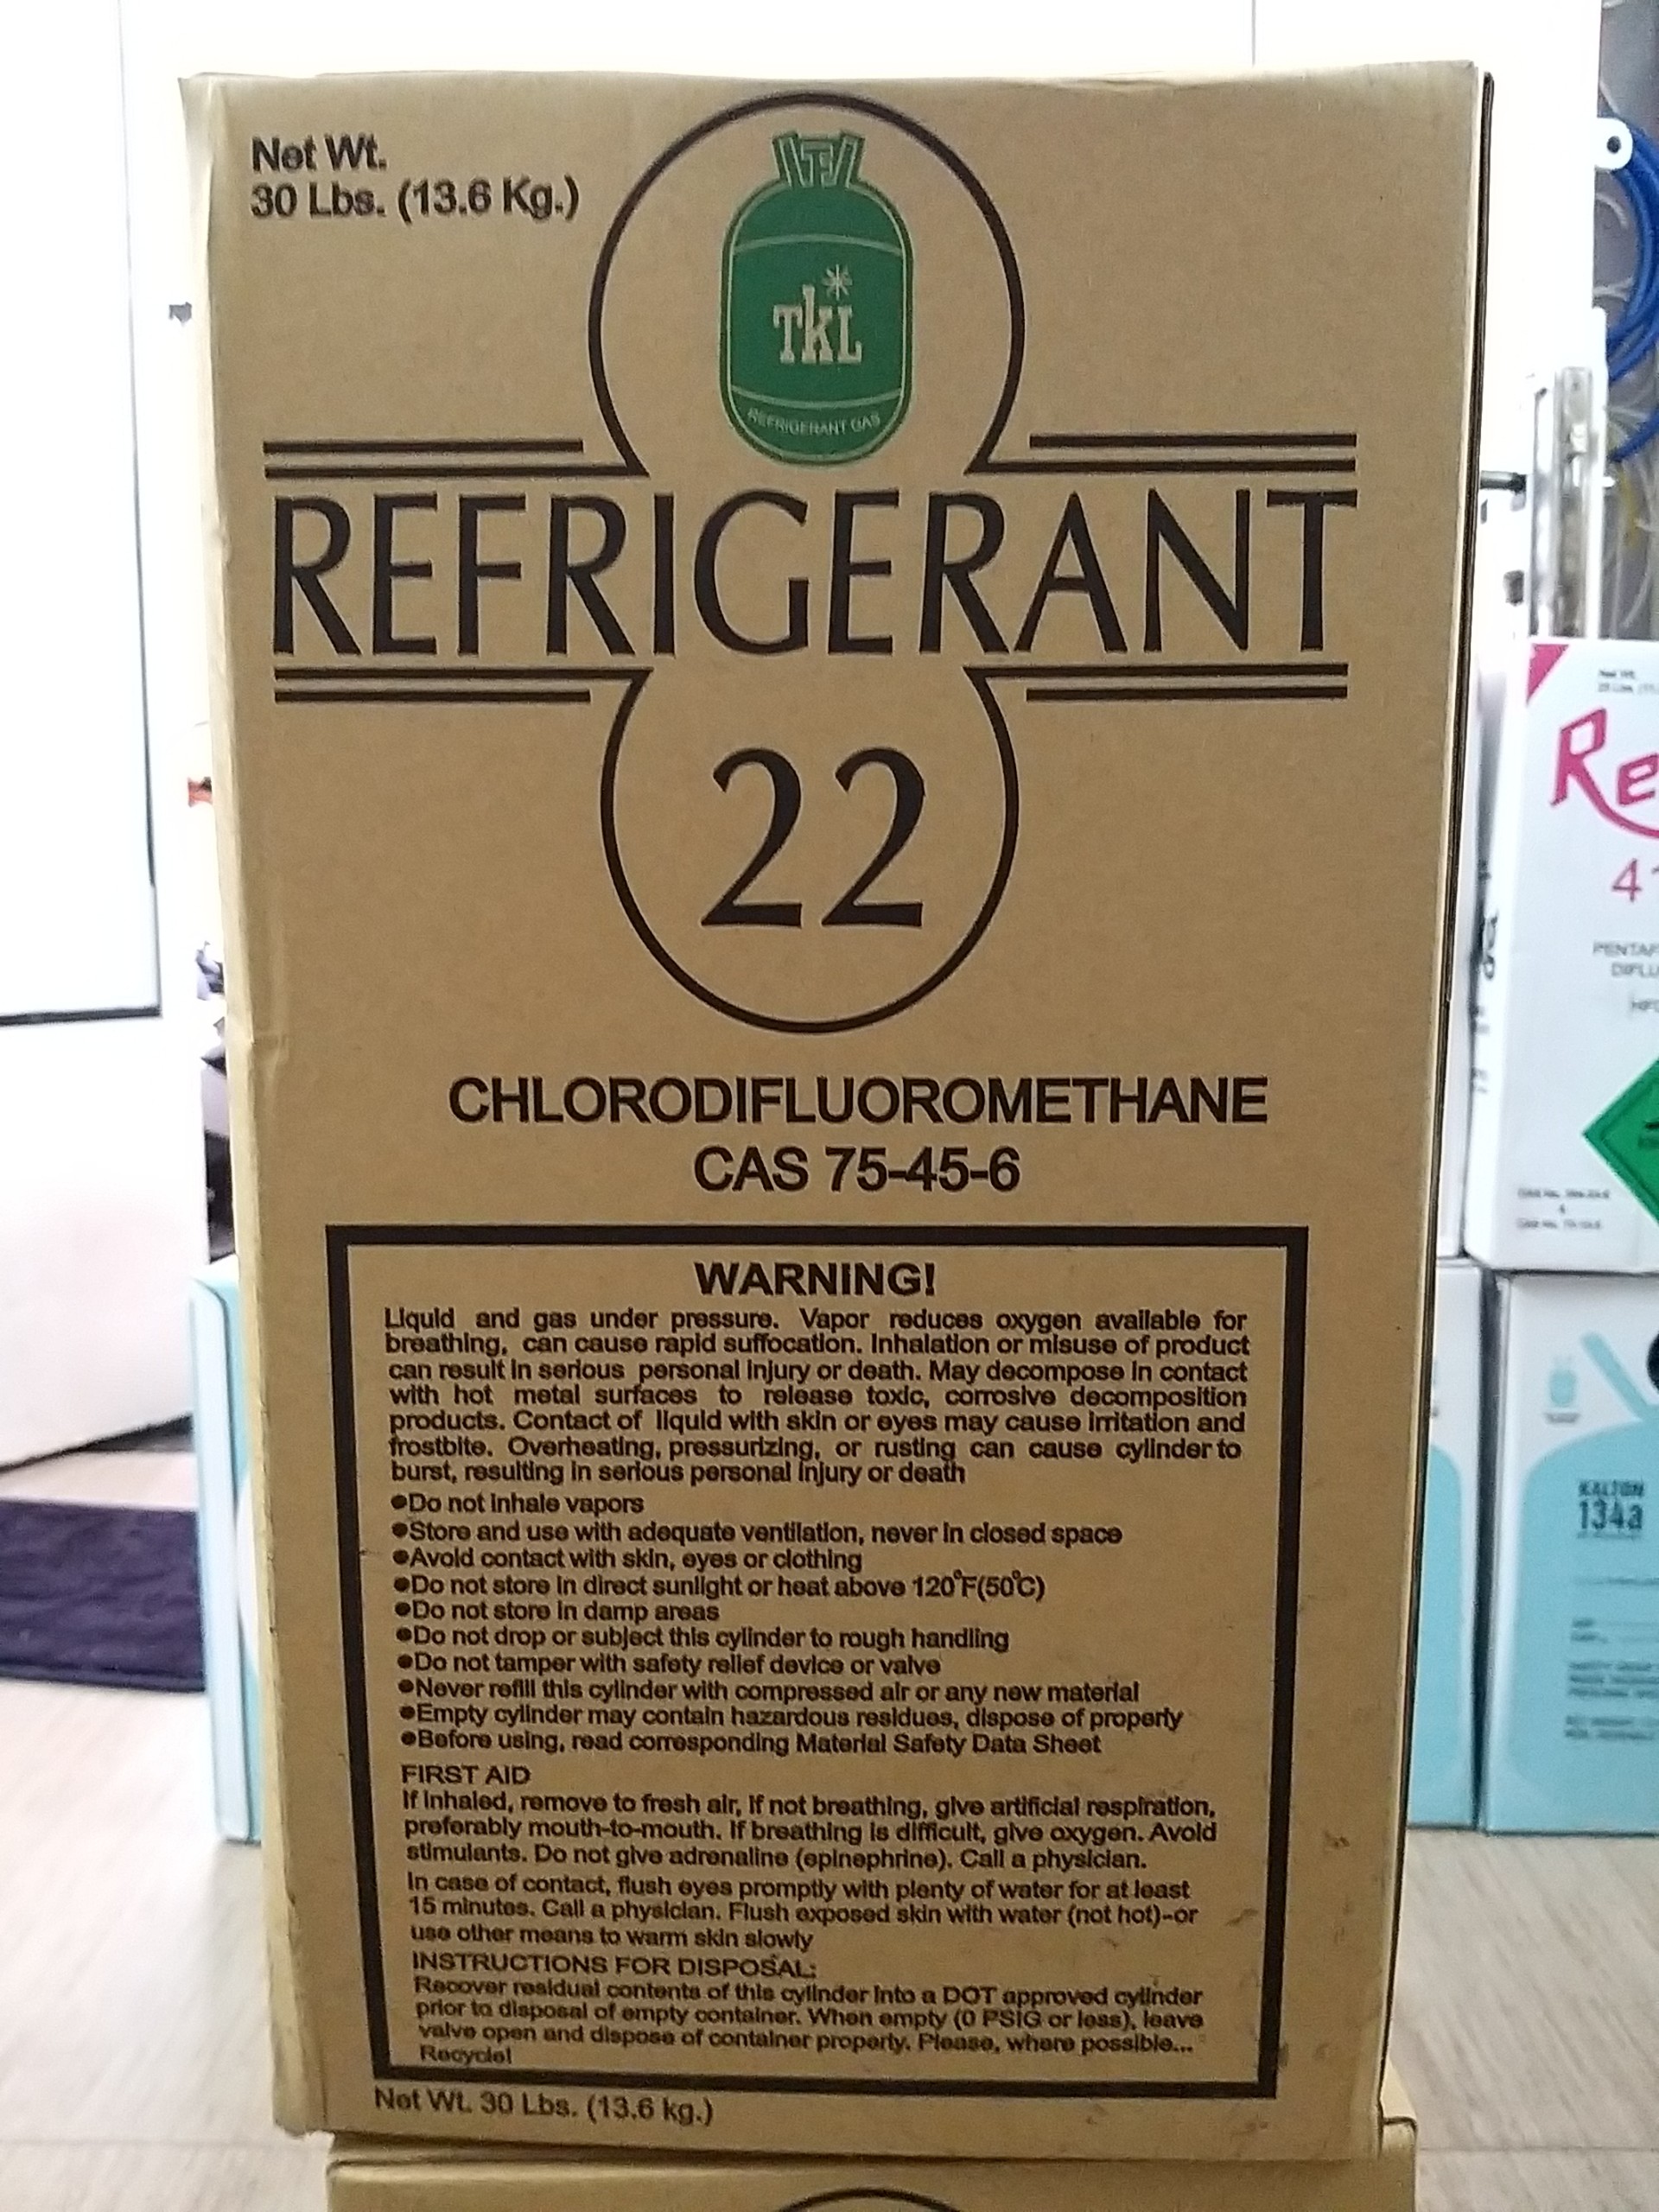 Net Wt.
30 Lbs. (13.6 Kg.)
TKL
REFRIGERANT GAS
REFRIGERANT
22
CHLORODIFLUOROMETHANE
CAS 75-45-6
WARNING!
Liquid and gas under pressure. Vapor reduces oxygen available for
breathing, can cause rapid suffocation. Inhalation or misuse of product
can result in serious personal injury or death. May decompose in contact
with hot metal surfaces to release toxic, corrosive decomposition
products. Contact of liquid with skin or eyes may cause irritation and
frostbite. Overheating, pressurizing, or rusting can cause cylinder to
burst, resulting in serious personal injury or death
●Do not inhale vapors
●Store and use with adequate ventilation, never in closed space
●Avoid contact with skin, eyes or clothing
●Do not store in direct sunlight or heat above 120°F(50°C)
●Do not store in damp areas
●Do not drop or subject this cylinder to rough handling
●Do not tamper with safety relief device or valve
●Never refill this cylinder with compressed air or any new material
●Empty cylinder may contain hazardous residues, dispose of properly
●Before using, read corresponding Material Safety Data Sheet
FIRST AID
If inhaled, remove to fresh air, if not breathing, give artificial respiration,
preferably mouth-to-mouth. If breathing is difficult, give oxygen. Avoid
stimulants. Do not give adrenaline (epinephrine). Call a physician.
In case of contact, flush eyes promptly with plenty of water for at least
15 minutes. Call a physician. Flush exposed skin with water (not hot)-or
use other means to warm skin slowly
INSTRUCTIONS FOR DISPOSAL:
Recover residual contents of this cylinder into a DOT approved cylinder
prior to disposal of empty container. When empty (0 PSIG or less), leave
valve open and dispose of container properly. Please, where possible...
Recycle!
Net Wt. 30 Lbs. (13.6 kg.)
Re
41
PENTAF
DIFLU
HFC
KALTON
134a